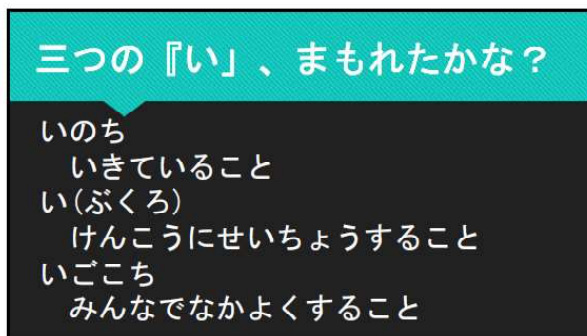 三つの『い』、まもれたかな？
いのち
いきていること
い(ぶくろ)
けんこうにせいちょうすること
いごこち
みんなでなかよくすること